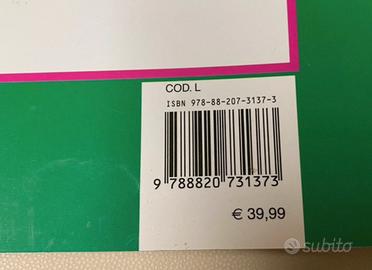 COD. L
ISBN 978-88-207-3137-3
9 788820 731373
€ 39,99
subito